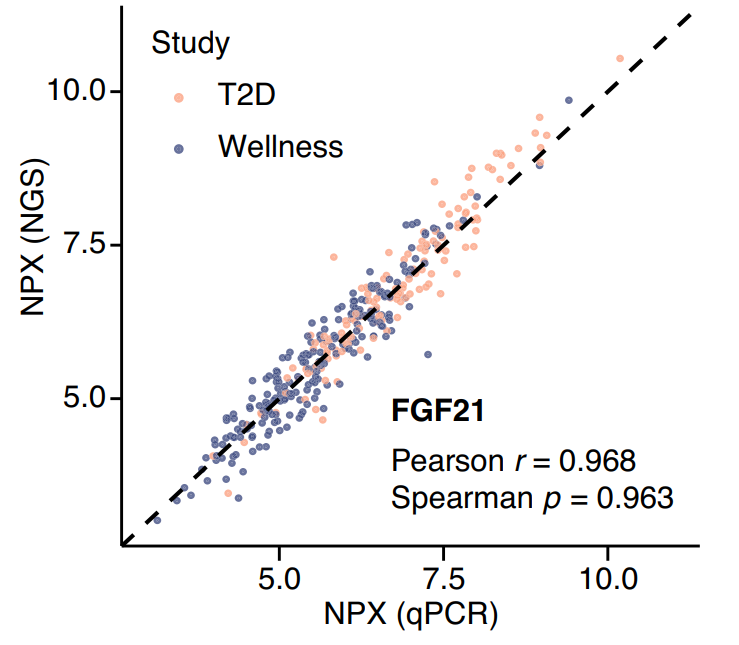 Study
T2D
Wellness
10.0
7.5
5.0
NPX (NGS)
FGF21
Pearson r = 0.968
Spearman p = 0.963
5.0 7.5 10.0
NPX (qPCR)